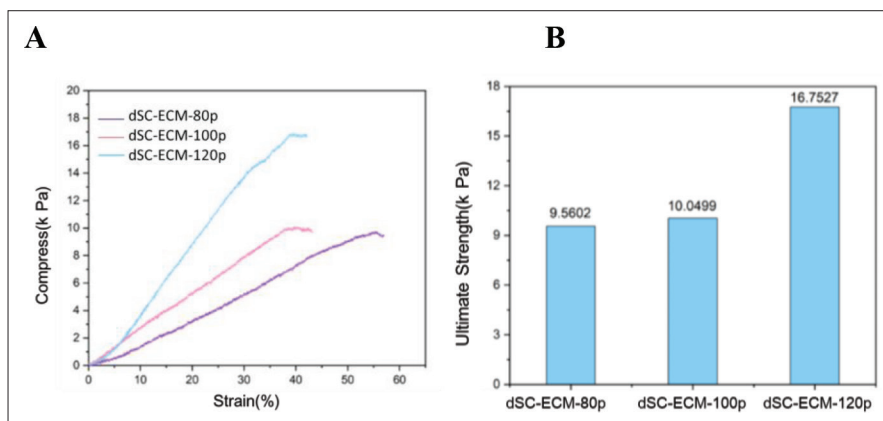 A
20
18
16
14
12
10
8
6
4
2
0
dSC-ECM-80p
dSC-ECM-100p
dSC-ECM-120p
Compress(k Pa)
0 10 20 30 40 50 60
Strain(%)
B
18
15
12
9
6
3
0
Ultimate Strength(k Pa)
9.5602
10.0499
16.7527
dSC-ECM-80p dSC-ECM-100p dSC-ECM-120p